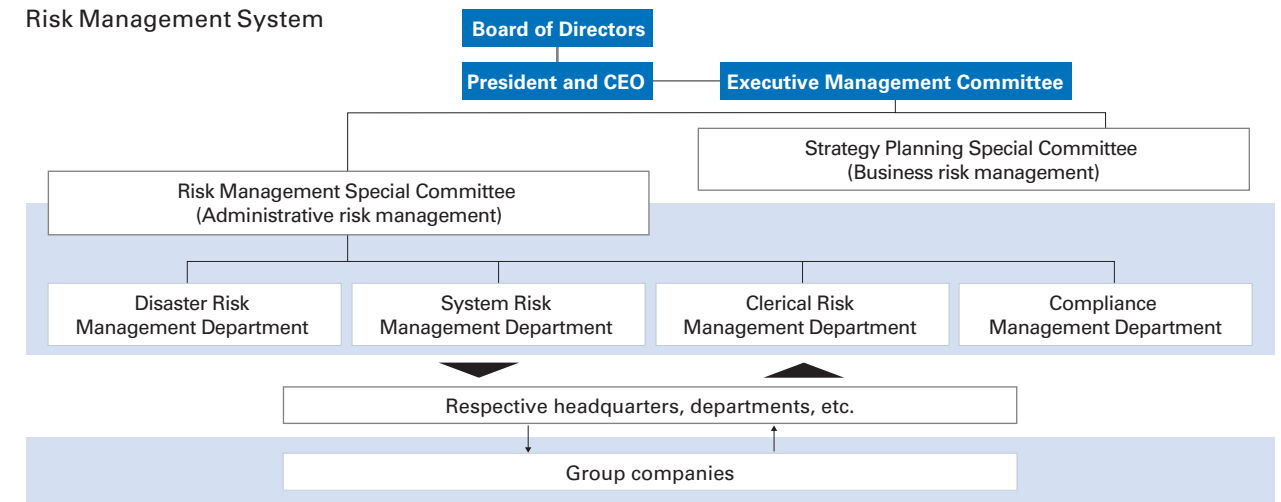 Risk Management System
Board of Directors
President and CEO
Executive Management Committee
Strategy Planning Special Committee
(Business risk management)
Risk Management Special Committee
(Administrative risk management)
Disaster Risk
Management Department
System Risk
Management Department
Clerical Risk
Management Department
Compliance
Management Department
Respective headquarters, departments, etc.
Group companies